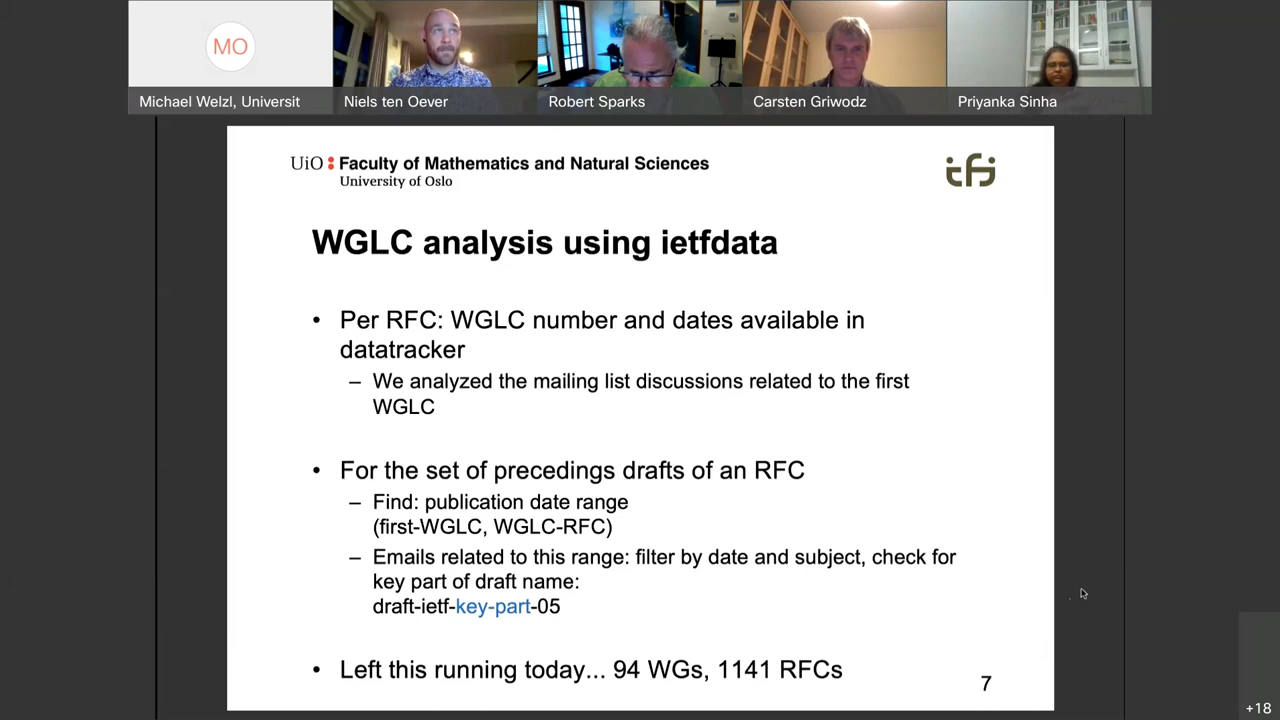 MO
Michael Welzl, Universit
Niels ten Oever
Robert Sparks
Carsten Griwodz
Priyanka Sinha
UiO : Faculty of Mathematics and Natural Sciences
University of Oslo
ifi
WGLC analysis using ietfdata
• Per RFC: WGLC number and dates available in
datatracker
– We analyzed the mailing list discussions related to the first
WGLC
• For the set of precedings drafts of an RFC
– Find: publication date range
(first-WGLC, WGLC-RFC)
– Emails related to this range: filter by date and subject, check for
key part of draft name:
draft-ietf-key-part-05
• Left this running today... 94 WGs, 1141 RFCs
7
+18